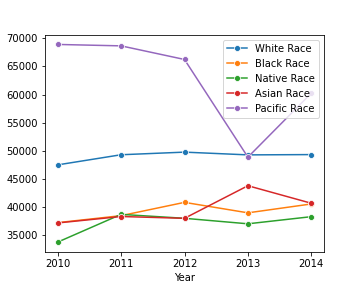 70000
65000
60000
55000
50000
45000
40000
35000
White Race
Black Race
Native Race
Asian Race
Pacific Race
2010 2011 2012 2013 2014
Year